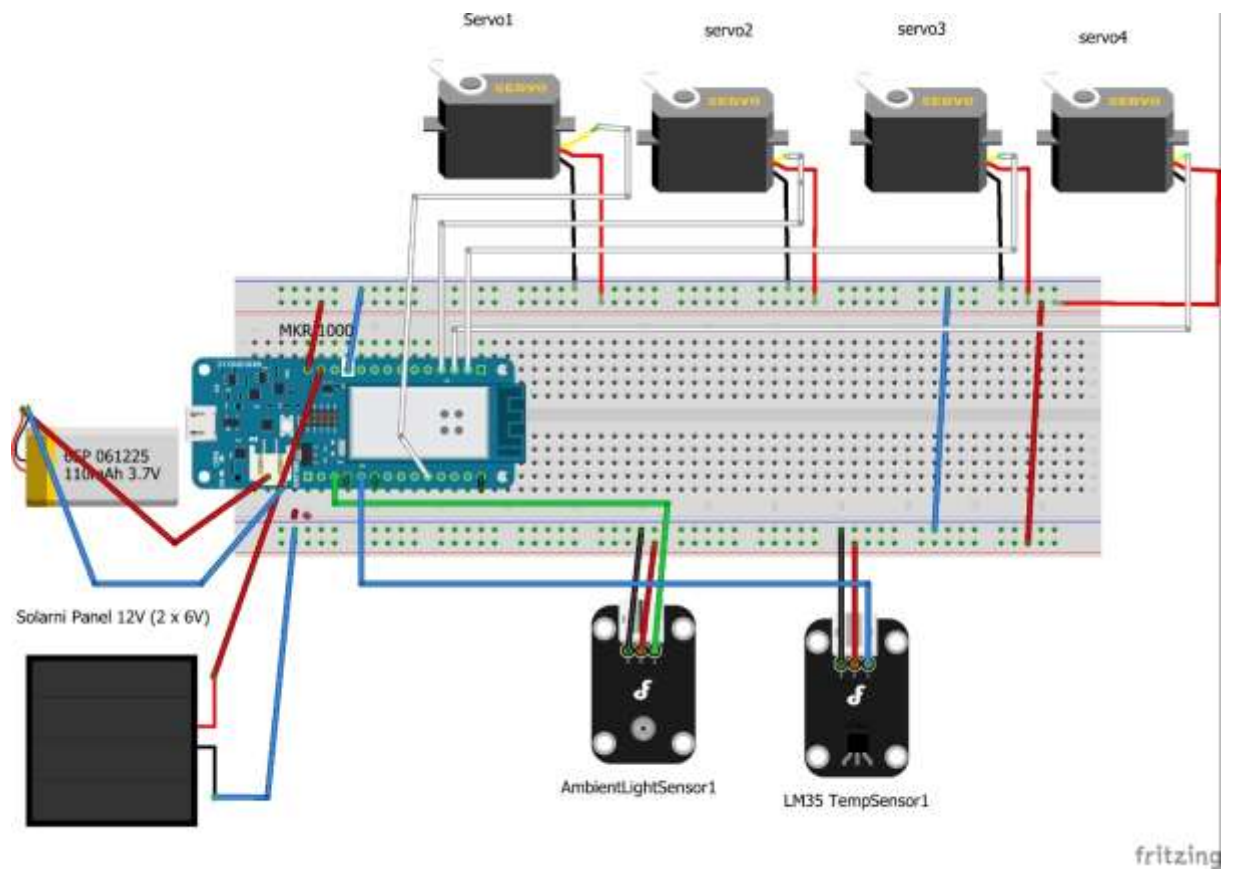 Servo1
servo2
servo3
servo4
SERVO
SERVO
SERVO
SERVO
MKR 1000
061225
110mAh 3.7V
Solarni Panel 12V (2 x 6V)
AmbientLightSensor1
LM35 TempSensor1
fritzing